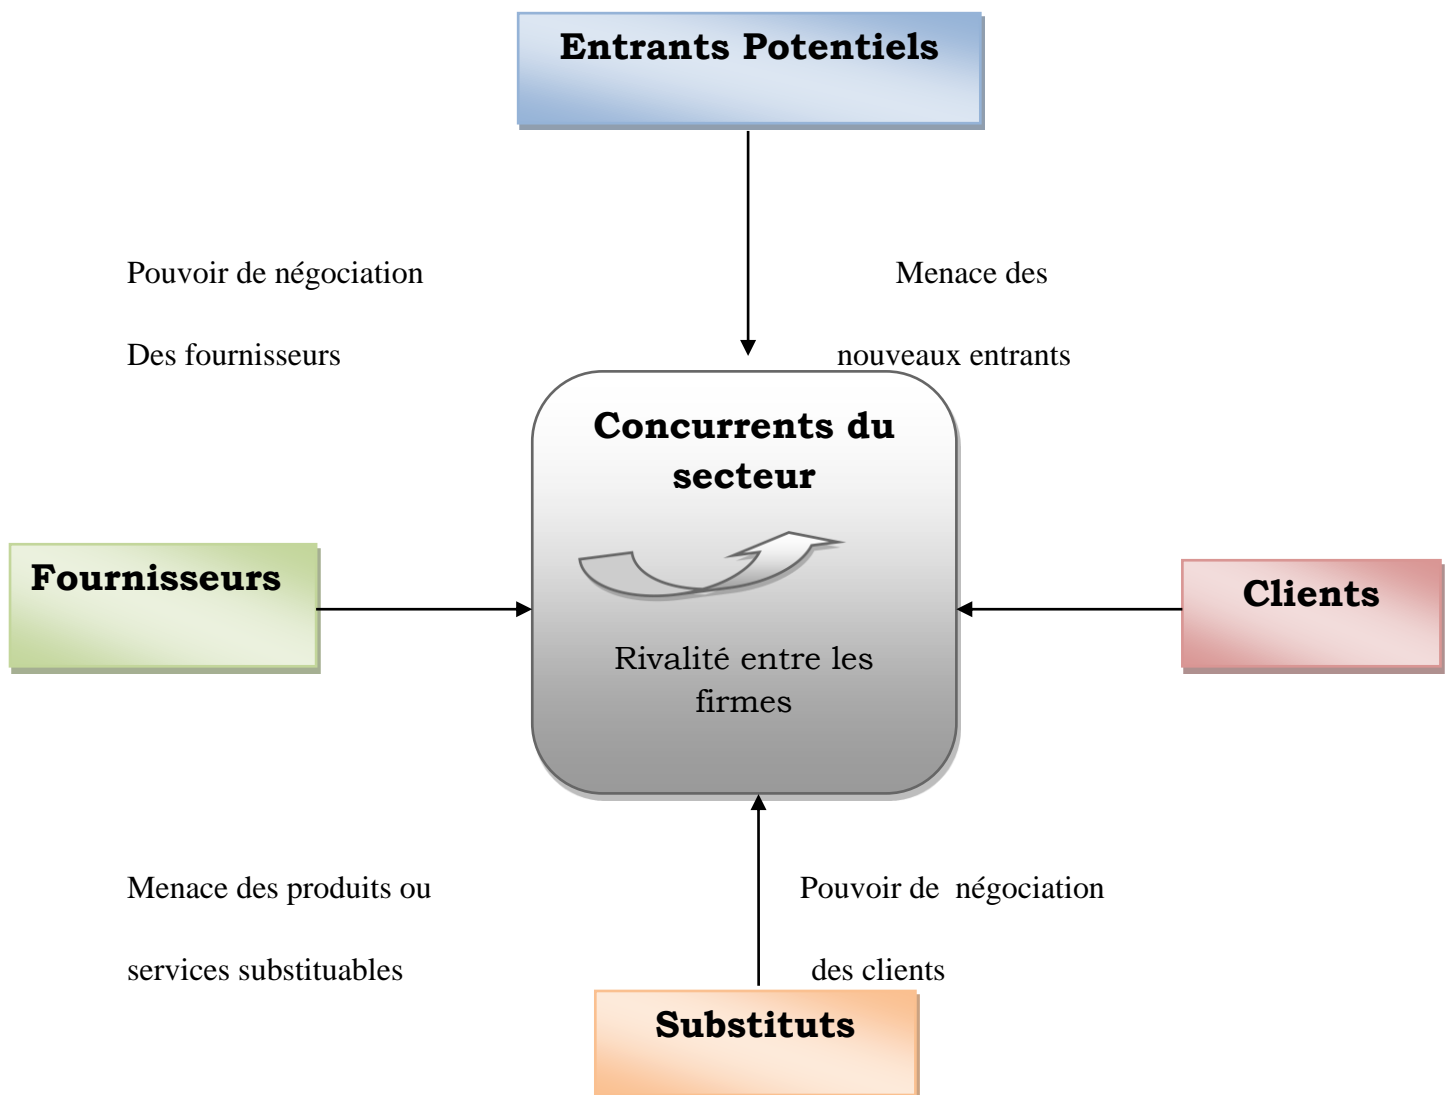 Entrants Potentiels
Pouvoir de négociation
Menace des
Des fournisseurs
nouveaux entrants
Concurrents du
secteur
Fournisseurs
Clients
Rivalité entre les
firmes
Menace des produits ou
Pouvoir de  négociation
services substituables
des clients
Substituts